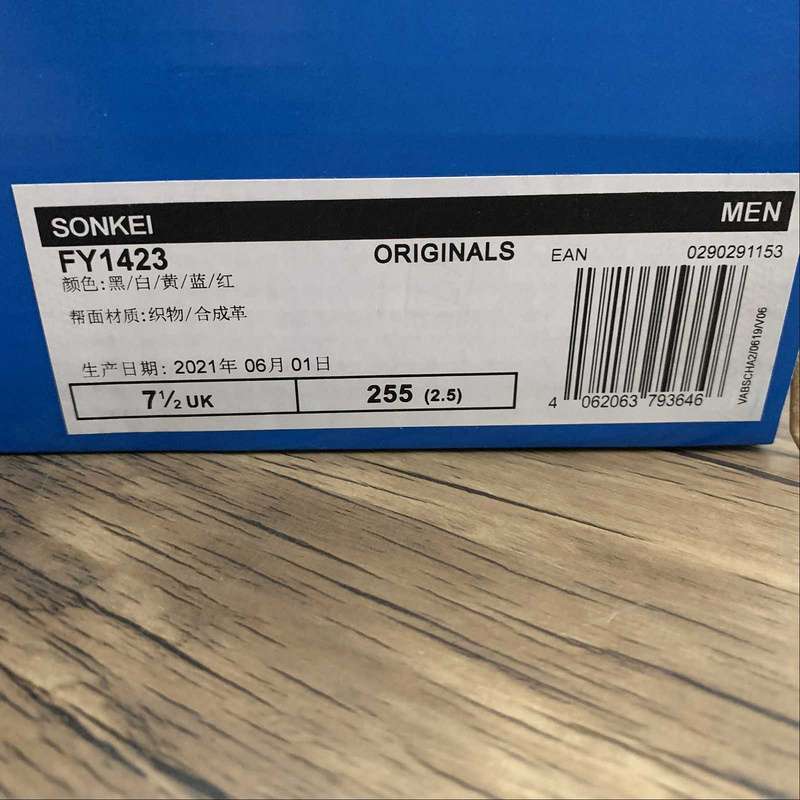 SONKEI MEN
FY1423 ORIGINALS EAN 0290291153
颜色:黑/白/黄/蓝/红
帮面材质:织物/合成革
生产日期: 2021年 06月 01日
7½ UK 255 (2.5)
4 062063 793646
VABSCHA2/0619/V06